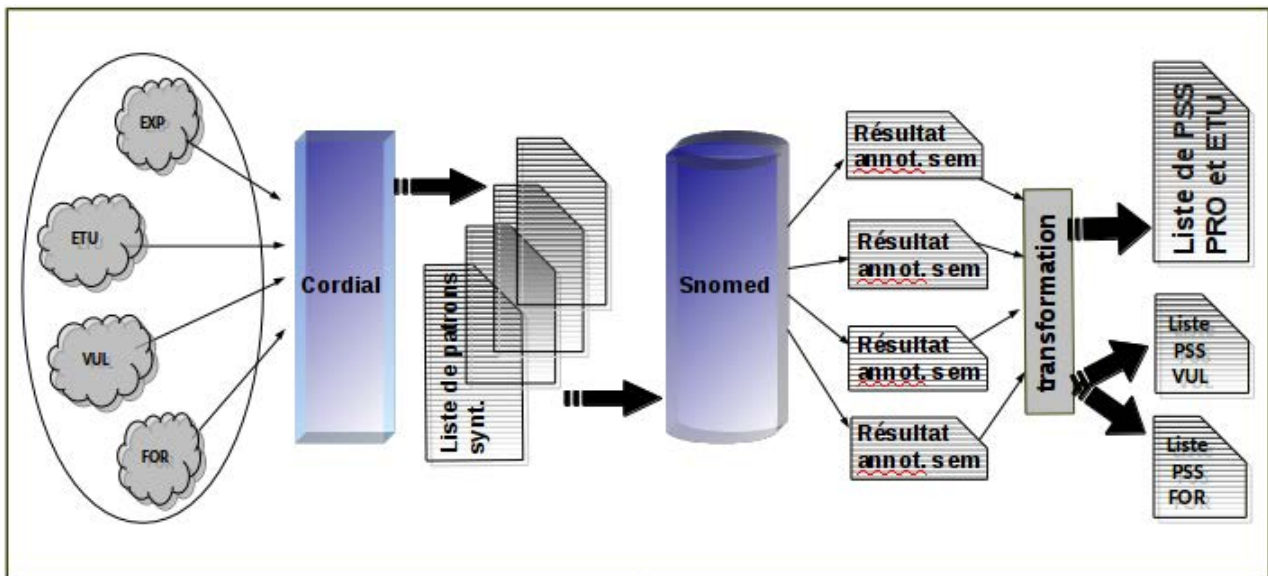 EXP
ETU
VUL
FOR
Cordial
Liste de patrons
synt.
Snomed
Résultat
annot. sem
Résultat
annot. sem
Résultat
annot. sem
Résultat
annot. sem
transformation
Liste de PSS
PRO et ETU
Liste
PSS
VUL
Liste
PSS
FOR